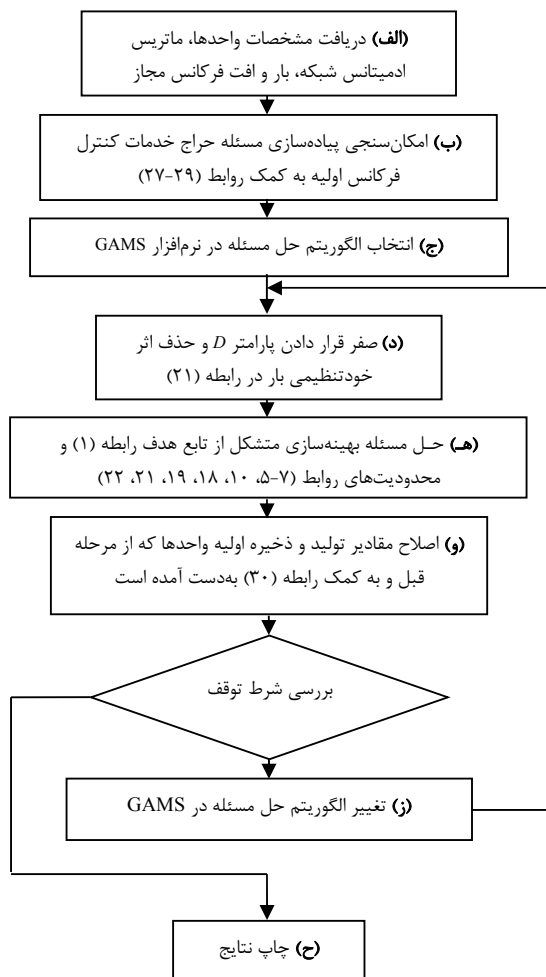 (الف) دریافت مشخصات واحدها، ماتریس
ادمیتانس شبکه، بار و افت فرکانس مجاز
(ب) امکان‌سنجی پیاده‌سازی مسئله حراج خدمات کنترل
فرکانس اولیه به کمک روابط (۲۷-۲۹)
(ج) انتخاب الگوریتم حل مسئله در نرم‌افزار GAMS
(د) صفر قرار دادن پارامتر D و حذف اثر
خودتنظیمی بار در رابطه (۲۱)
(هـ) حل مسئله بهینه‌سازی متشکل از تابع هدف رابطه (۱) و
محدودیت‌های روابط (۷-۵، ۱۰، ۱۸، ۱۹، ۲۱، ۲۲)
(و) اصلاح مقادیر تولید و ذخیره اولیه واحدها که از مرحله
قبل و به کمک رابطه (۳۰) به‌دست آمده است
بررسی شرط توقف
(ز) تغییر الگوریتم حل مسئله در GAMS
(ح) چاپ نتایج